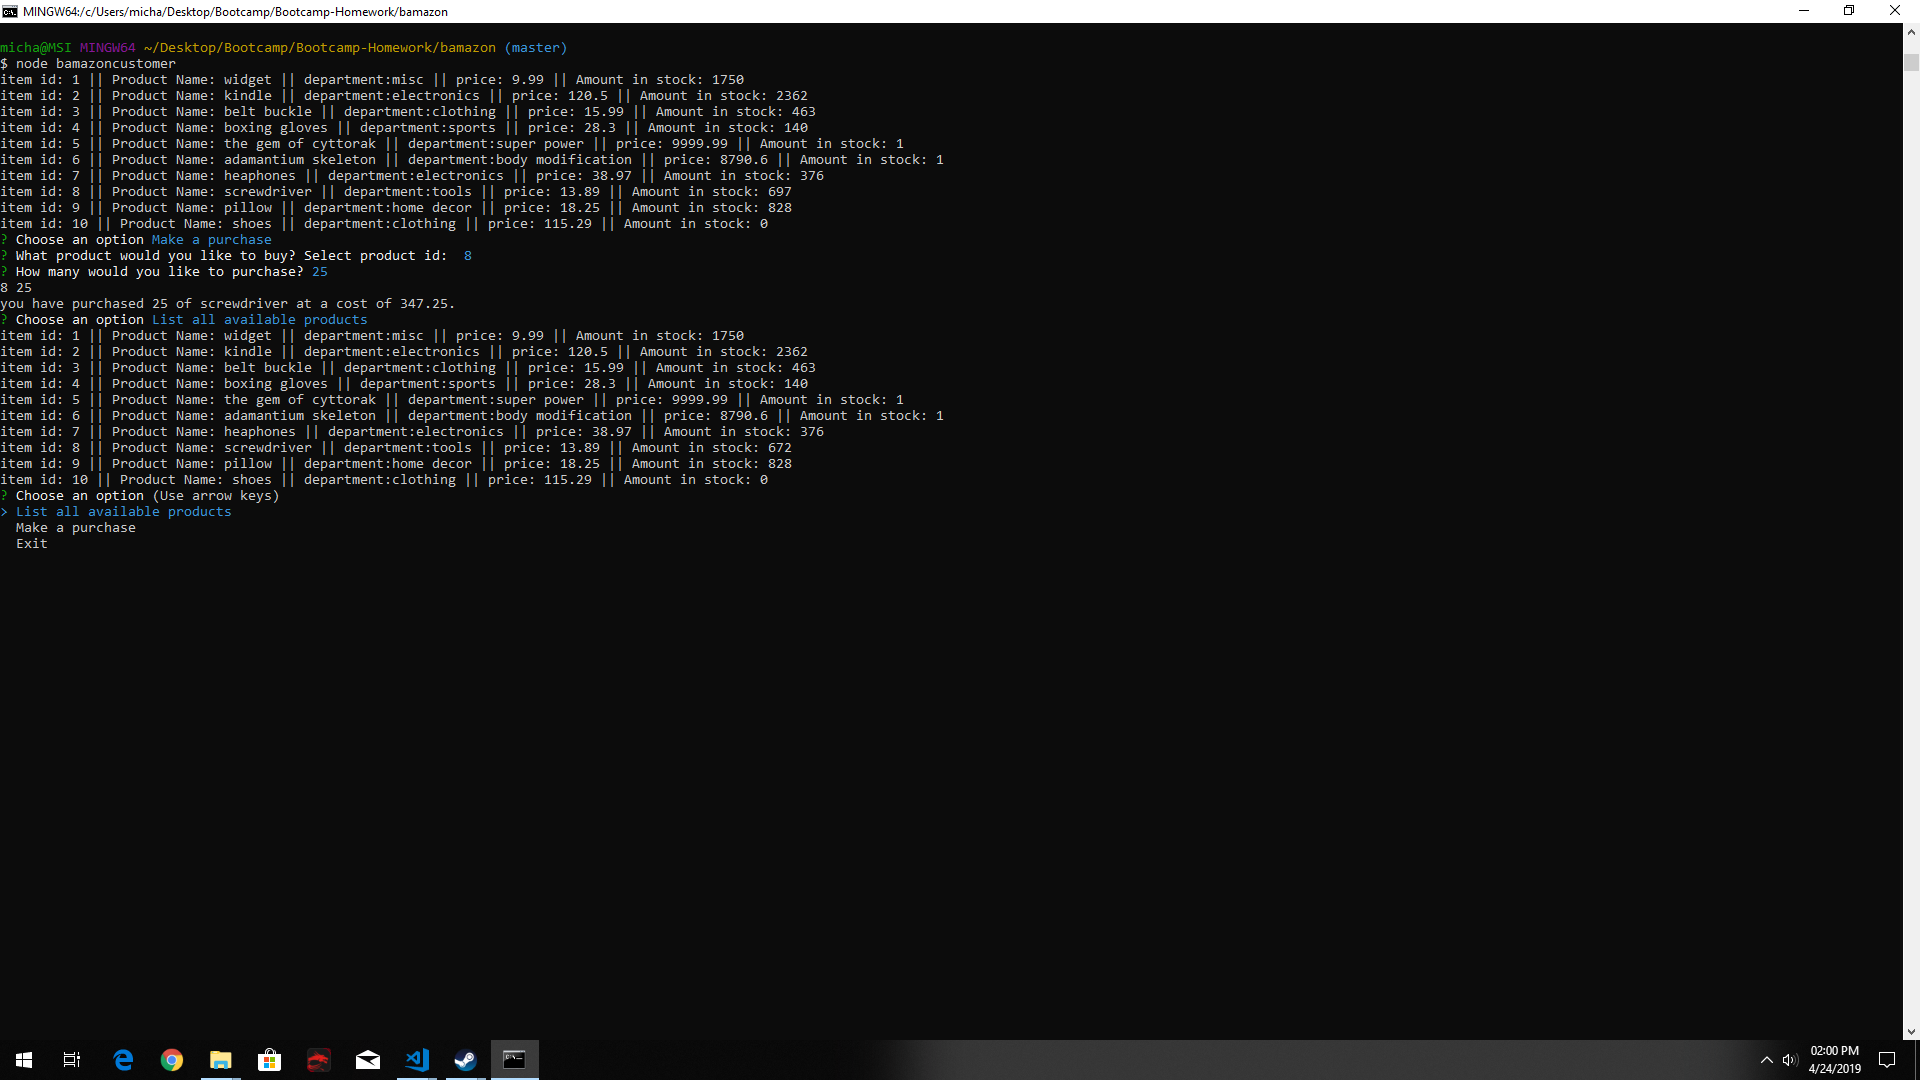 MINGW64:/c/Users/micha/Desktop/Bootcamp/Bootcamp-Homework/bamazon
micha@MSI MINGW64 ~/Desktop/Bootcamp/Bootcamp-Homework/bamazon (master)
$ node bamazoncustomer
item id: 1 || Product Name: widget || department:misc || price: 9.99 || Amount in stock: 1750
item id: 2 || Product Name: kindle || department:electronics || price: 120.5 || Amount in stock: 2362
item id: 3 || Product Name: belt buckle || department:clothing || price: 15.99 || Amount in stock: 463
item id: 4 || Product Name: boxing gloves || department:sports || price: 28.3 || Amount in stock: 140
item id: 5 || Product Name: the gem of cyttorak || department:super power || price: 9999.99 || Amount in stock: 1
item id: 6 || Product Name: adamantium skeleton || department:body modification || price: 8790.6 || Amount in stock: 1
item id: 7 || Product Name: heaphones || department:electronics || price: 38.97 || Amount in stock: 376
item id: 8 || Product Name: screwdriver || department:tools || price: 13.89 || Amount in stock: 697
item id: 9 || Product Name: pillow || department:home decor || price: 18.25 || Amount in stock: 828
item id: 10 || Product Name: shoes || department:clothing || price: 115.29 || Amount in stock: 0
? Choose an option Make a purchase
? What product would you like to buy? Select product id:  8
? How many would you like to purchase? 25
8 25
you have purchased 25 of screwdriver at a cost of 347.25.
? Choose an option List all available products
item id: 1 || Product Name: widget || department:misc || price: 9.99 || Amount in stock: 1750
item id: 2 || Product Name: kindle || department:electronics || price: 120.5 || Amount in stock: 2362
item id: 3 || Product Name: belt buckle || department:clothing || price: 15.99 || Amount in stock: 463
item id: 4 || Product Name: boxing gloves || department:sports || price: 28.3 || Amount in stock: 140
item id: 5 || Product Name: the gem of cyttorak || department:super power || price: 9999.99 || Amount in stock: 1
item id: 6 || Product Name: adamantium skeleton || department:body modification || price: 8790.6 || Amount in stock: 1
item id: 7 || Product Name: heaphones || department:electronics || price: 38.97 || Amount in stock: 376
item id: 8 || Product Name: screwdriver || department:tools || price: 13.89 || Amount in stock: 672
item id: 9 || Product Name: pillow || department:home decor || price: 18.25 || Amount in stock: 828
item id: 10 || Product Name: shoes || department:clothing || price: 115.29 || Amount in stock: 0
? Choose an option (Use arrow keys)
> List all available products
  Make a purchase
  Exit
02:00 PM
4/24/2019